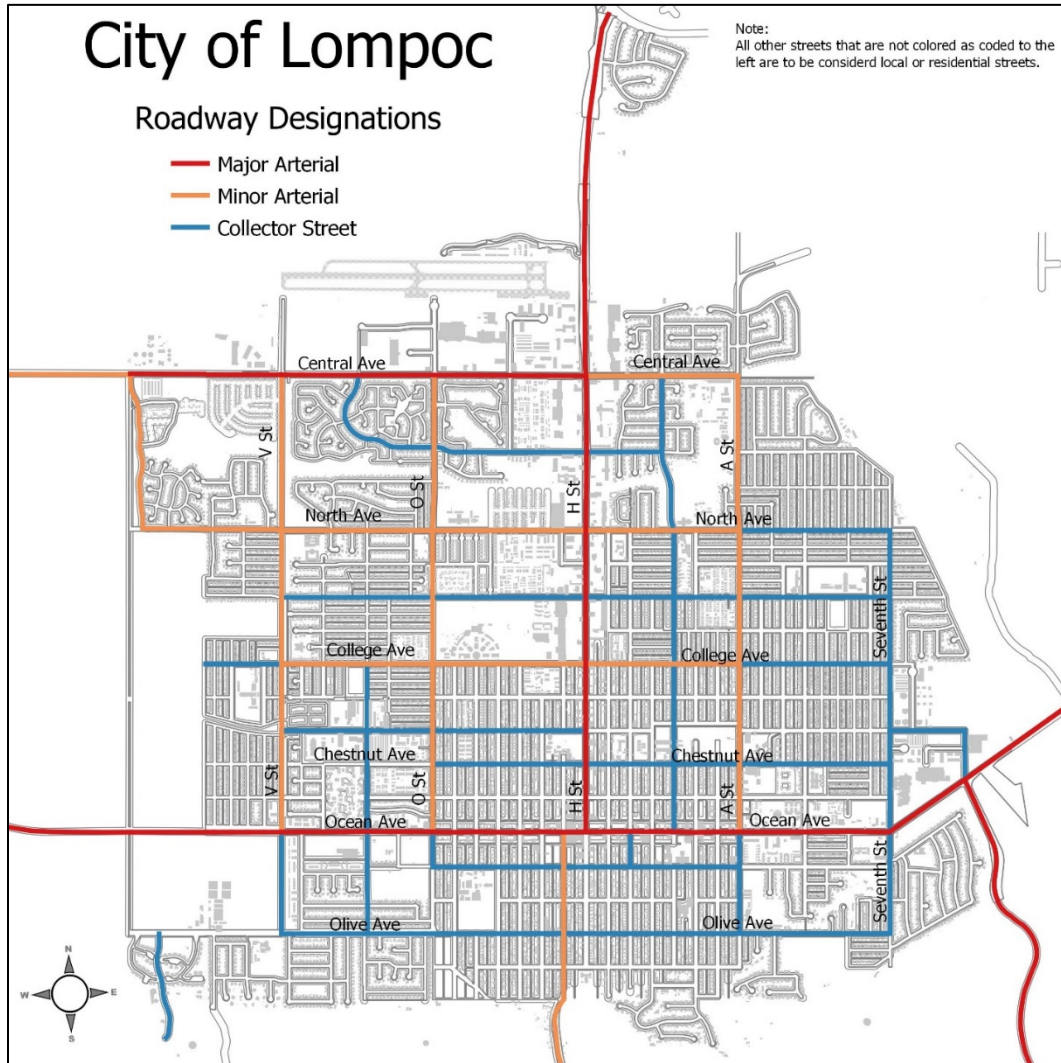 City of Lompoc
Note:
All other streets that are not colored as coded to the
left are to be considerd local or residential streets.
Roadway Designations
Major Arterial
Minor Arterial
Collector Street
Central Ave
Central Ave
V St
O St
H St
A St
North Ave
North Ave
College Ave
College Ave
Seventh St
Chestnut Ave
Chestnut Ave
V St
O St
H St
A St
Ocean Ave
Ocean Ave
Seventh St
Olive Ave
Olive Ave
N
W
E
S